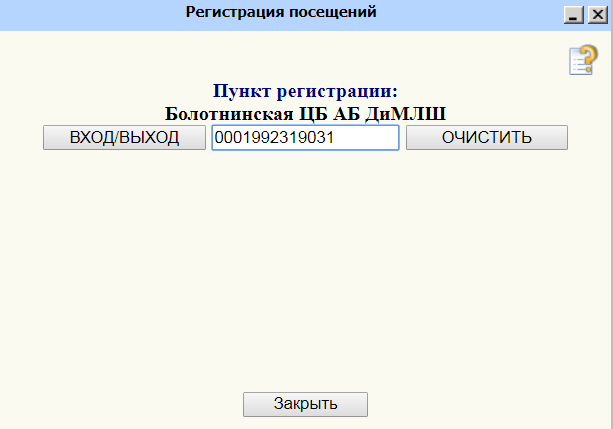 Регистрация посещений
Пункт регистрации:
Болотнинская ЦБ АБ ДиМЛШ
ВХОД/ВЫХОД 0001992319031 ОЧИСТИТЬ
Закрыть